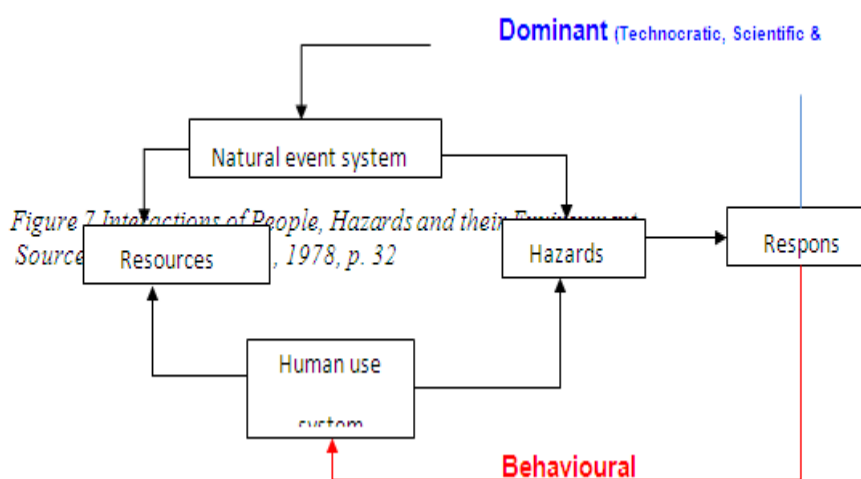 Dominant (Technocratic, Scientific &
Natural event system
Figure 7 Interactions of People, Hazards and their
Source , 1978, p. 32
Resources
Hazards
Respons
Human use
system
Behavioural